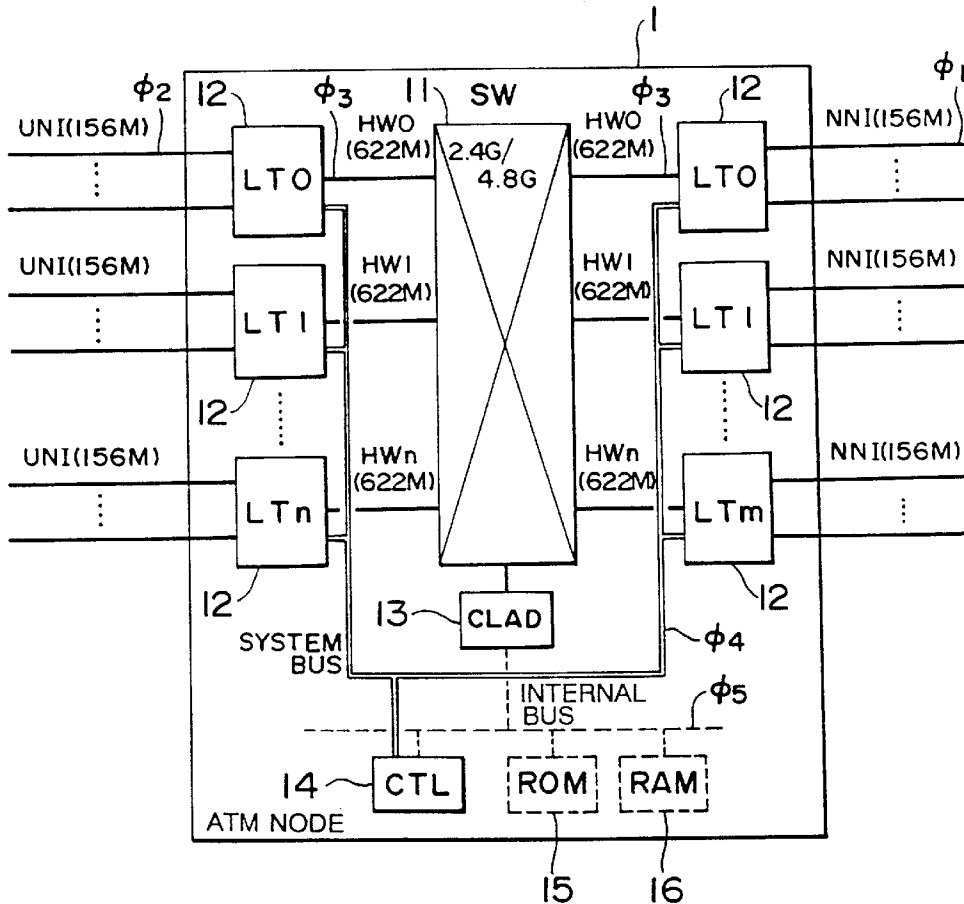 1
φ2
12
φ3
11
SW
φ3
12
φ1
UNI(156M)
HW0
(622M)
HW0
(622M)
NNI(156M)
LT0
2.4G/
4.8G
LT0
UNI(156M)
HW1
(622M)
HW1
(622M)
NNI(156M)
LT1
LT1
12
12
UNI(156M)
HWn
(622M)
HWn
(622M)
NNI(156M)
LTn
LTm
12
13
CLAD
12
SYSTEM
BUS
φ4
INTERNAL
BUS
φ5
14
CTL
ROM
RAM
ATM NODE
15
16